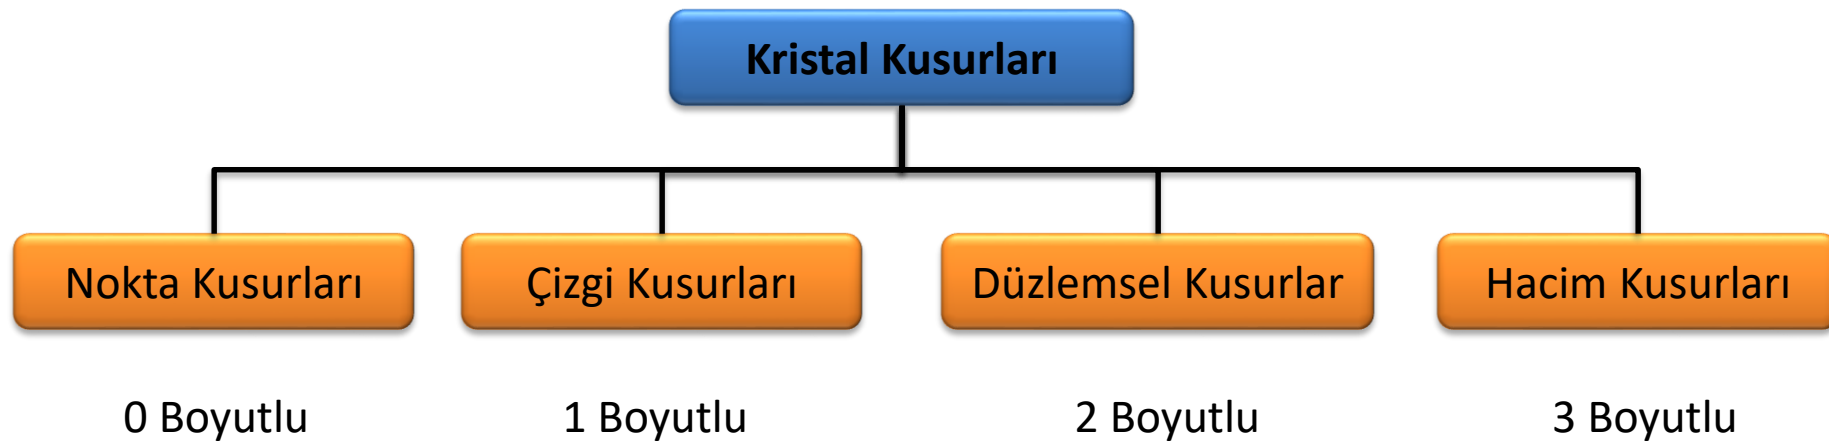 Kristal Kusurları
Nokta Kusurları
Çizgi Kusurları
Düzlemsel Kusurlar
Hacim Kusurları
0 Boyutlu
1 Boyutlu
2 Boyutlu
3 Boyutlu